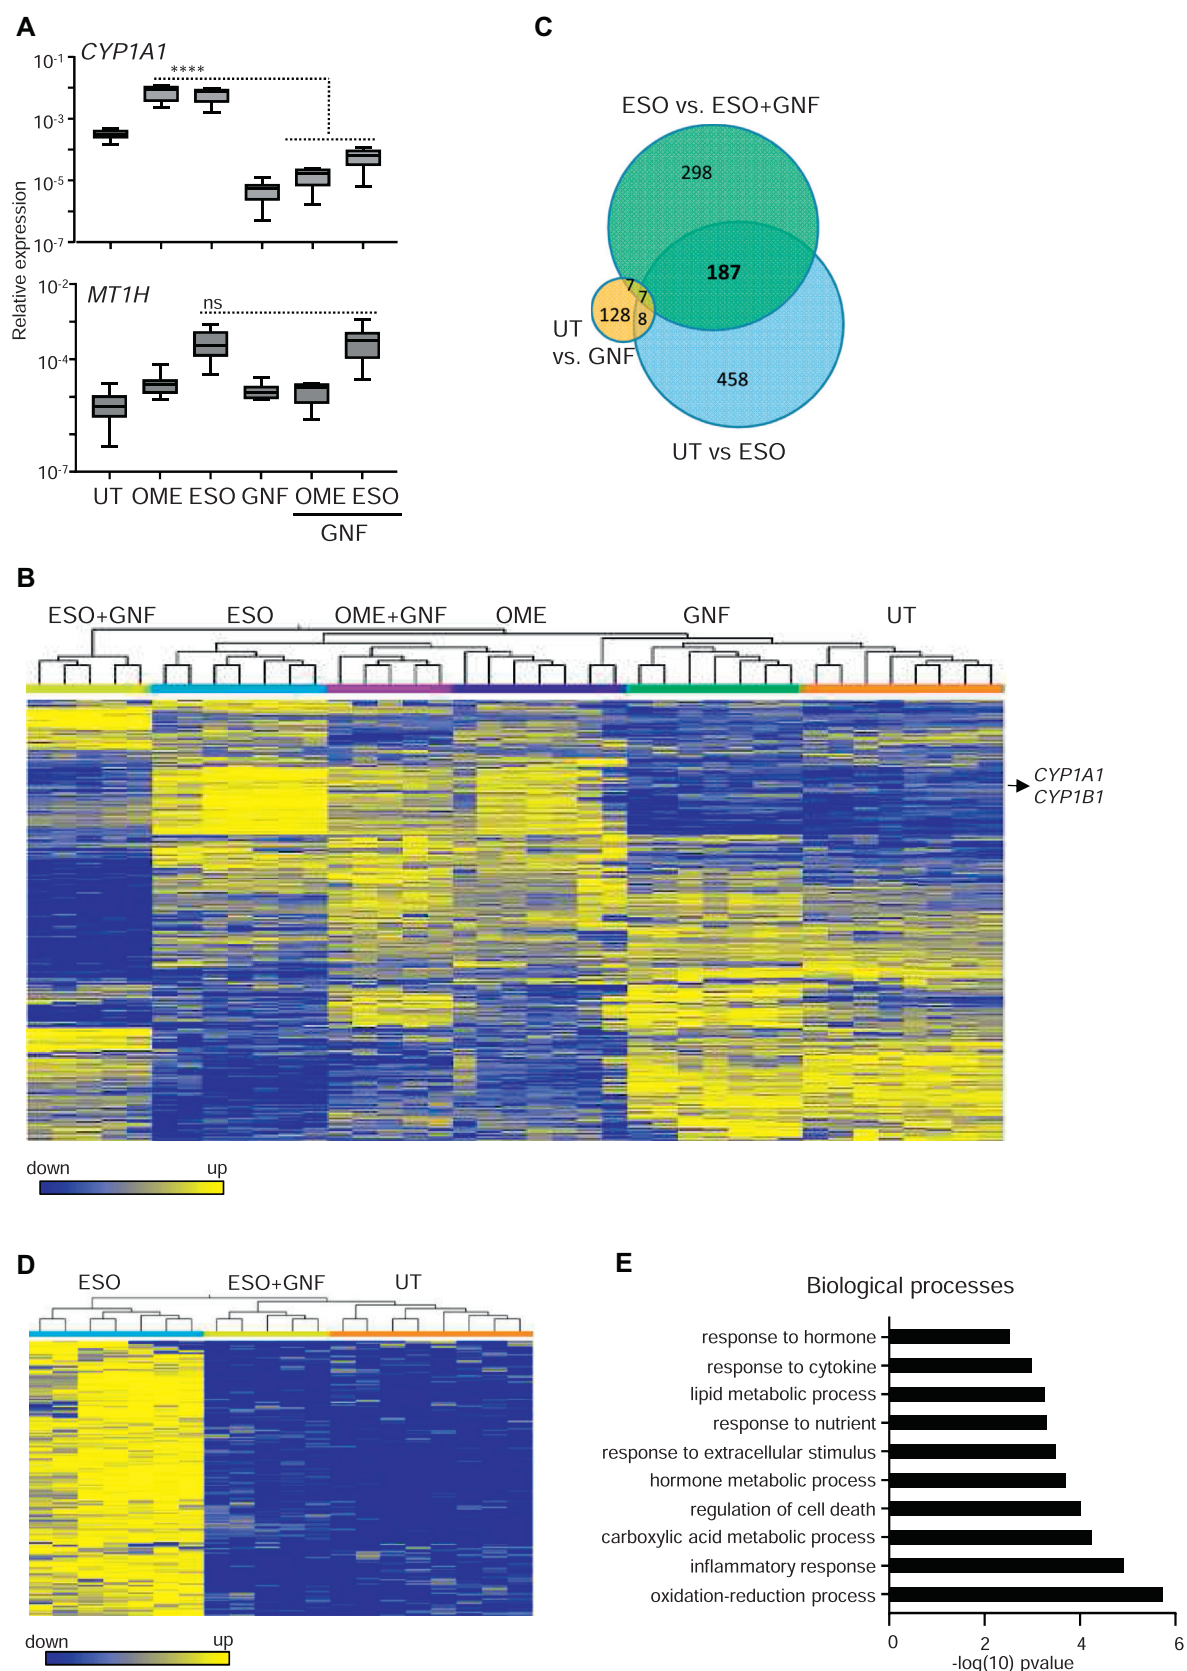 A
CYP1A1
****
10-1
10-3
10-5
10-7
Relative expression
MT1H
ns
10-2
10-4
10-7
UT OME ESO GNF OME ESO
GNF
C
ESO vs. ESO+GNF
298
187
7
7
128 8
UT
vs. GNF
458
UT vs ESO
B
ESO+GNF ESO OME+GNF OME GNF UT
CYP1A1
CYP1B1
down up
D
ESO ESO+GNF UT
down up
E
Biological processes
response to hormone
response to cytokine
lipid metabolic process
response to nutrient
response to extracellular stimulus
hormone metabolic process
regulation of cell death
carboxylic acid metabolic process
inflammatory response
oxidation-reduction process
0 2 4 6
-log(10) pvalue